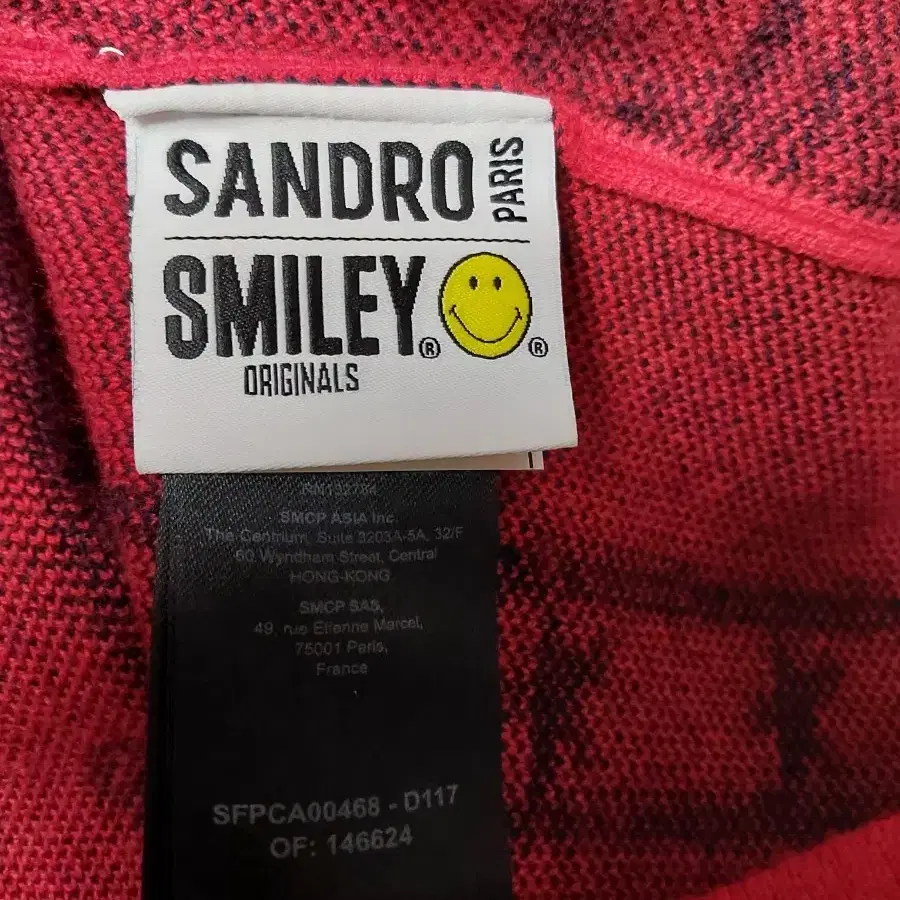 SANDRO PARIS
SMILEY® ®
ORIGINALS
RN132784
SMCP ASIA Inc.
The Centrium, Suite 3203A-5A, 32/F
60 Wyndham Street, Central
HONG-KONG
SMCP SAS,
49, rue Etienne Marcel,
75001 Paris,
France
SFPCA00468 - D117
OF: 146624